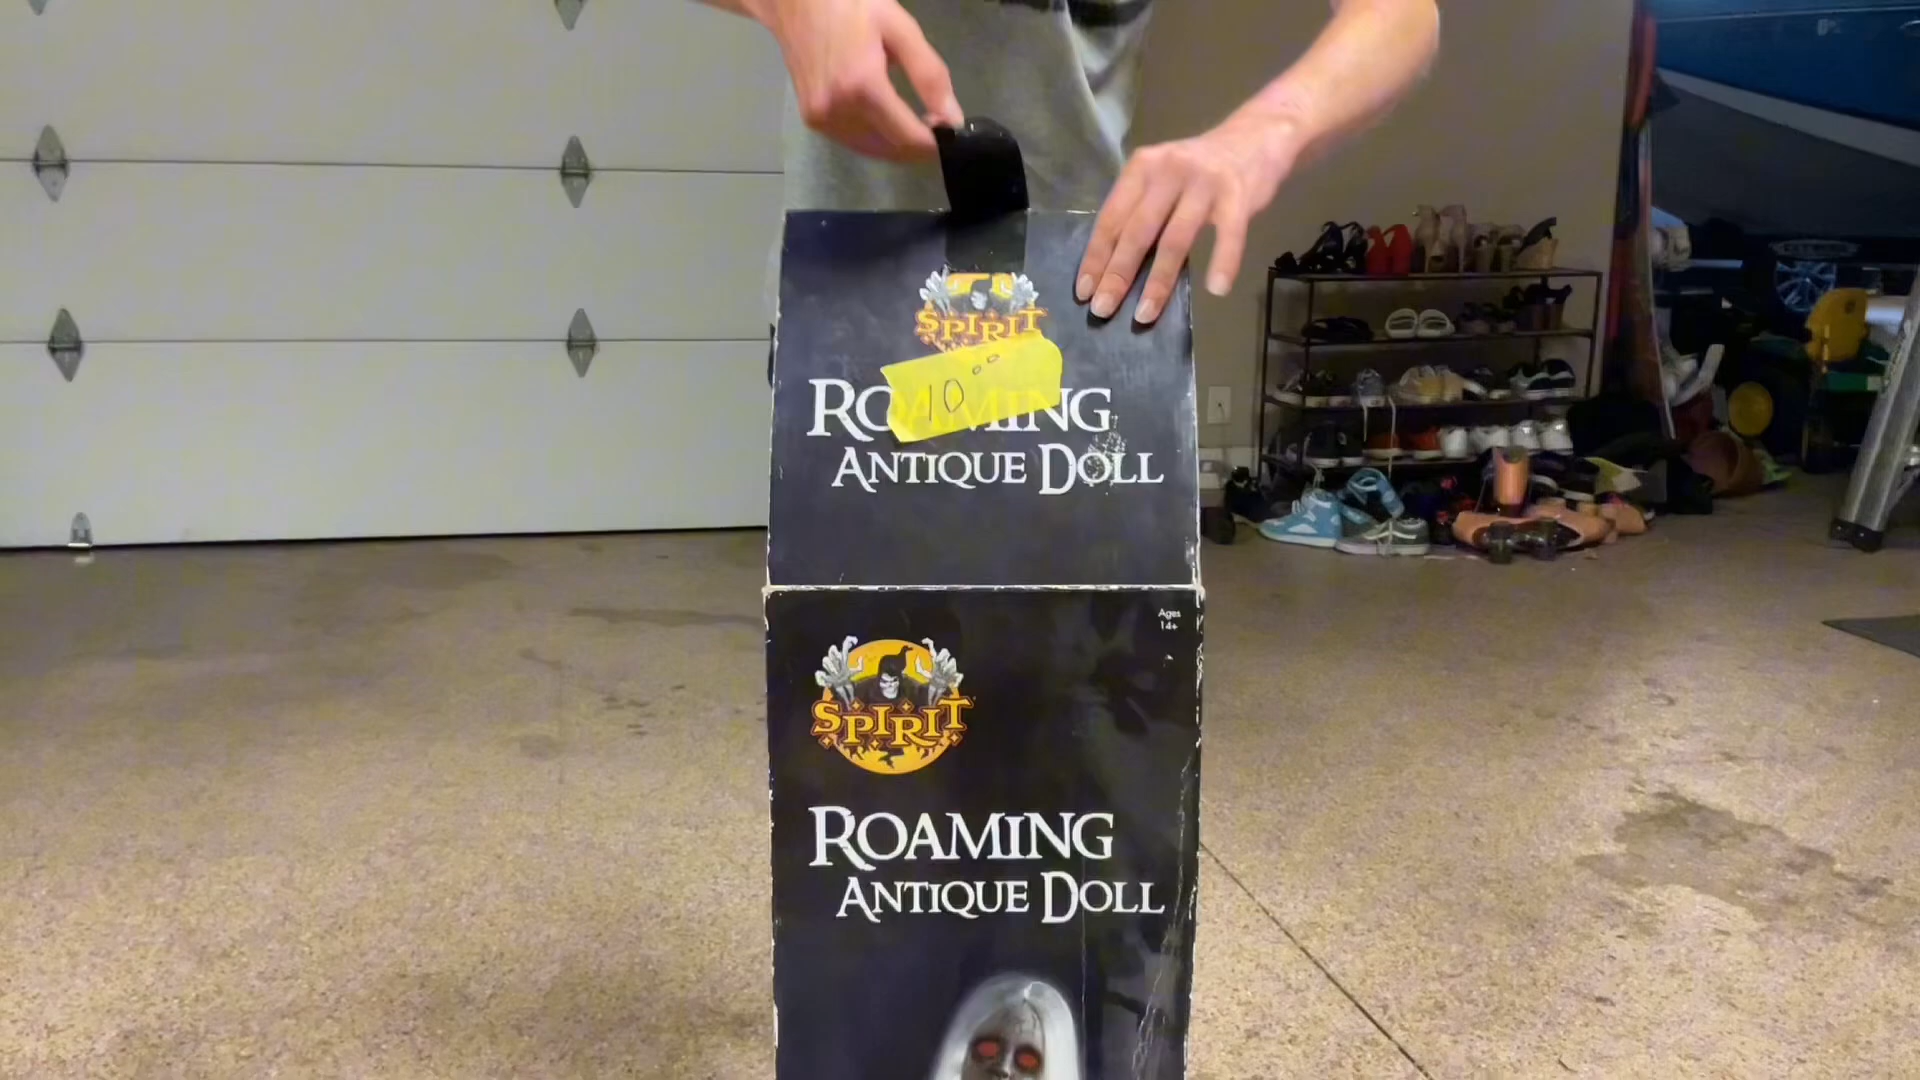 SPIRIT
10.00
ROAMING
ANTIQUE DOLL
Ages
14+
SPIRIT
ROAMING
ANTIQUE DOLL